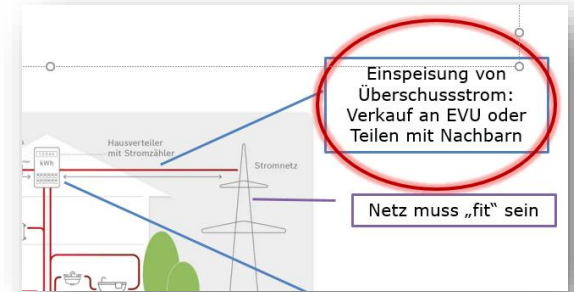 Einspeisung von
Überschussstrom:
Verkauf an EVU oder
Teilen mit Nachbarn
Hausverteiler
mit Stromzähler
kWh
Stromnetz
Netz muss „fit“ sein